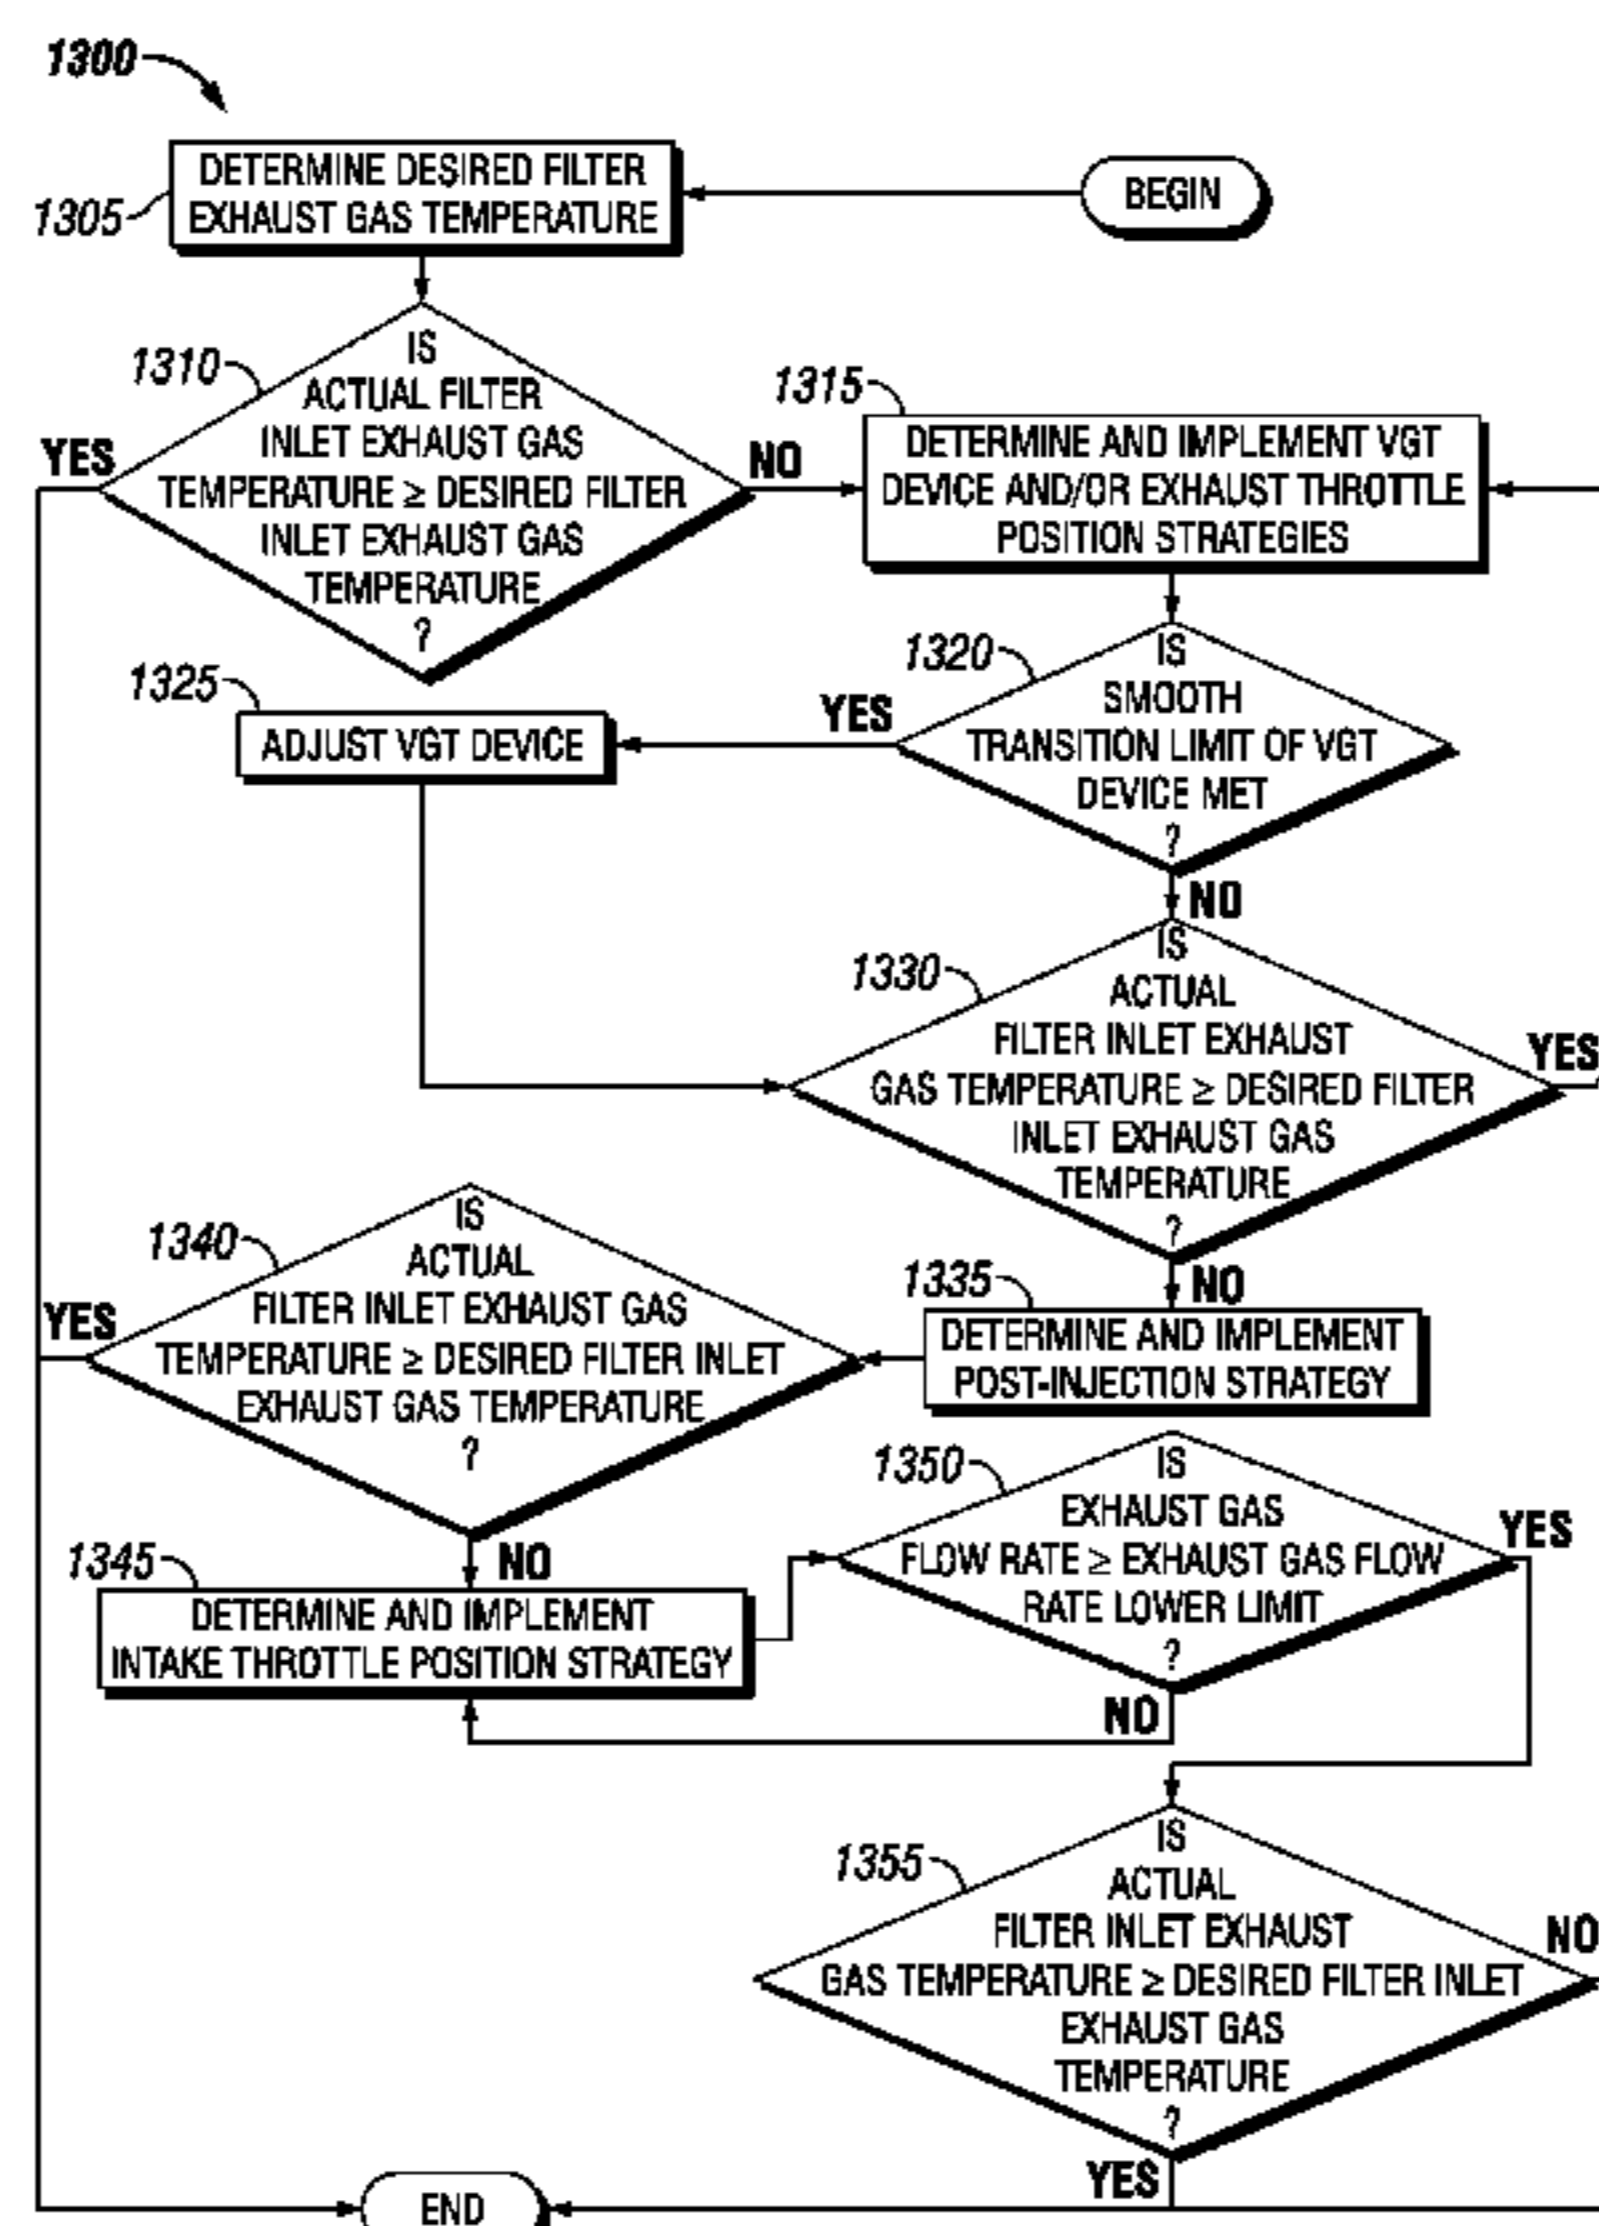 1300
DETERMINE DESIRED FILTER
EXHAUST GAS TEMPERATURE
1305
BEGIN
1310
IS
ACTUAL FILTER
INLET EXHAUST GAS
TEMPERATURE ≥ DESIRED FILTER
INLET EXHAUST GAS
TEMPERATURE
?
YES
NO
1315
DETERMINE AND IMPLEMENT VGT
DEVICE AND/OR EXHAUST THROTTLE
POSITION STRATEGIES
1320
IS
SMOOTH
TRANSITION LIMIT OF VGT
DEVICE MET
?
YES
NO
1325
ADJUST VGT DEVICE
1330
IS
ACTUAL
FILTER INLET EXHAUST
GAS TEMPERATURE ≥ DESIRED FILTER
INLET EXHAUST GAS
TEMPERATURE
?
YES
NO
1335
DETERMINE AND IMPLEMENT
POST-INJECTION STRATEGY
1340
IS
ACTUAL
FILTER INLET EXHAUST GAS
TEMPERATURE ≥ DESIRED FILTER INLET
EXHAUST GAS TEMPERATURE
?
YES
NO
1345
DETERMINE AND IMPLEMENT
INTAKE THROTTLE POSITION STRATEGY
1350
IS
EXHAUST GAS
FLOW RATE ≥ EXHAUST GAS FLOW
RATE LOWER LIMIT
?
YES
NO
1355
IS
ACTUAL
FILTER INLET EXHAUST
GAS TEMPERATURE ≥ DESIRED FILTER INLET
EXHAUST GAS
TEMPERATURE
?
NO
YES
END